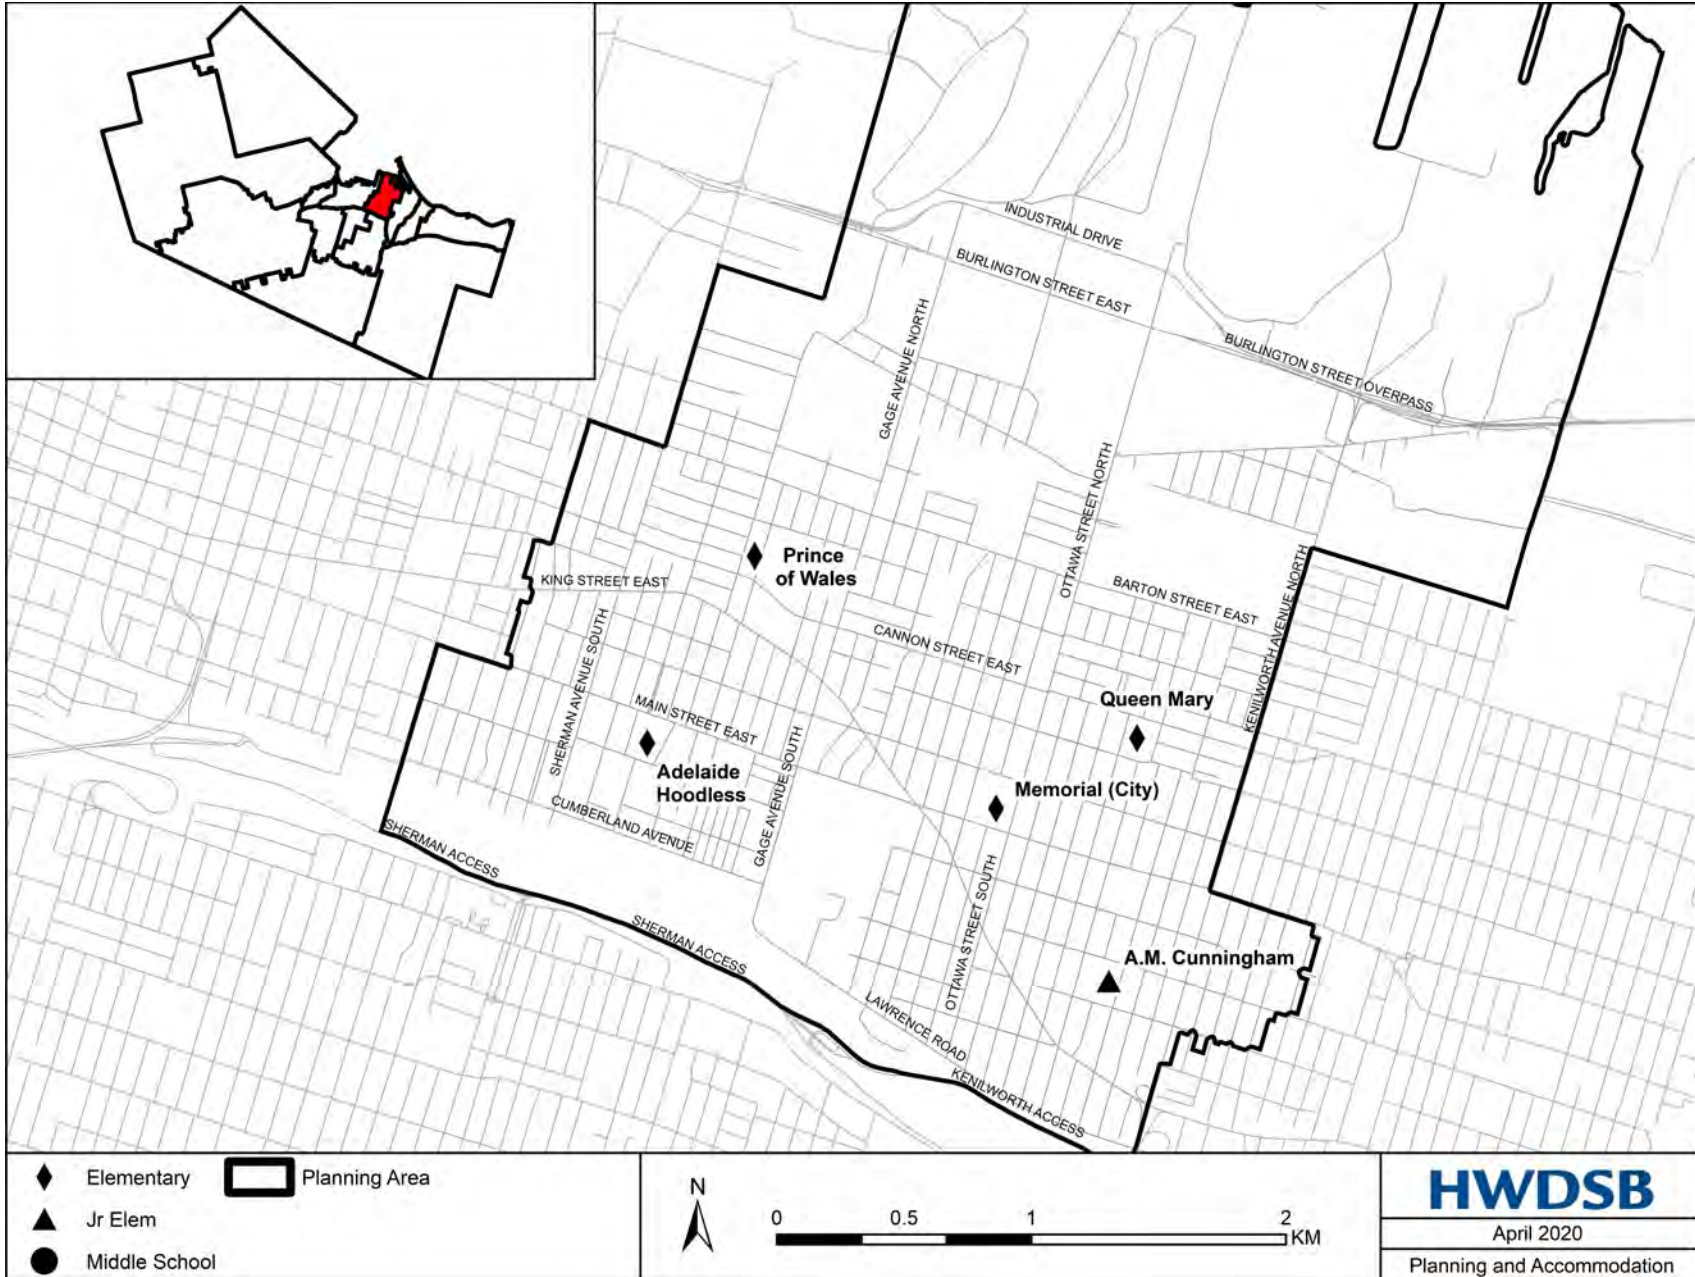 INDUSTRIAL DRIVE
BURLINGTON STREET EAST
GAGE AVENUE NORTH
BURLINGTON STREET OVERPASS
OTTAWA STREET NORTH
Prince
of Wales
KING STREET EAST
BARTON STREET EAST
KENILWORTH AVENUE NORTH
SHERMAN AVENUE SOUTH
CANNON STREET EAST
MAIN STREET EAST
Queen Mary
GAGE AVENUE SOUTH
Adelaide
Hoodless
Memorial (City)
CUMBERLAND AVENUE
SHERMAN ACCESS
SHERMAN ACCESS
OTTAWA STREET SOUTH
A.M. Cunningham
LAWRENCE ROAD
KENILWORTH ACCESS
Elementary
Planning Area
Jr Elem
Middle School
N
0 0.5 1 2
KM
HWDSB
April 2020
Planning and Accommodation